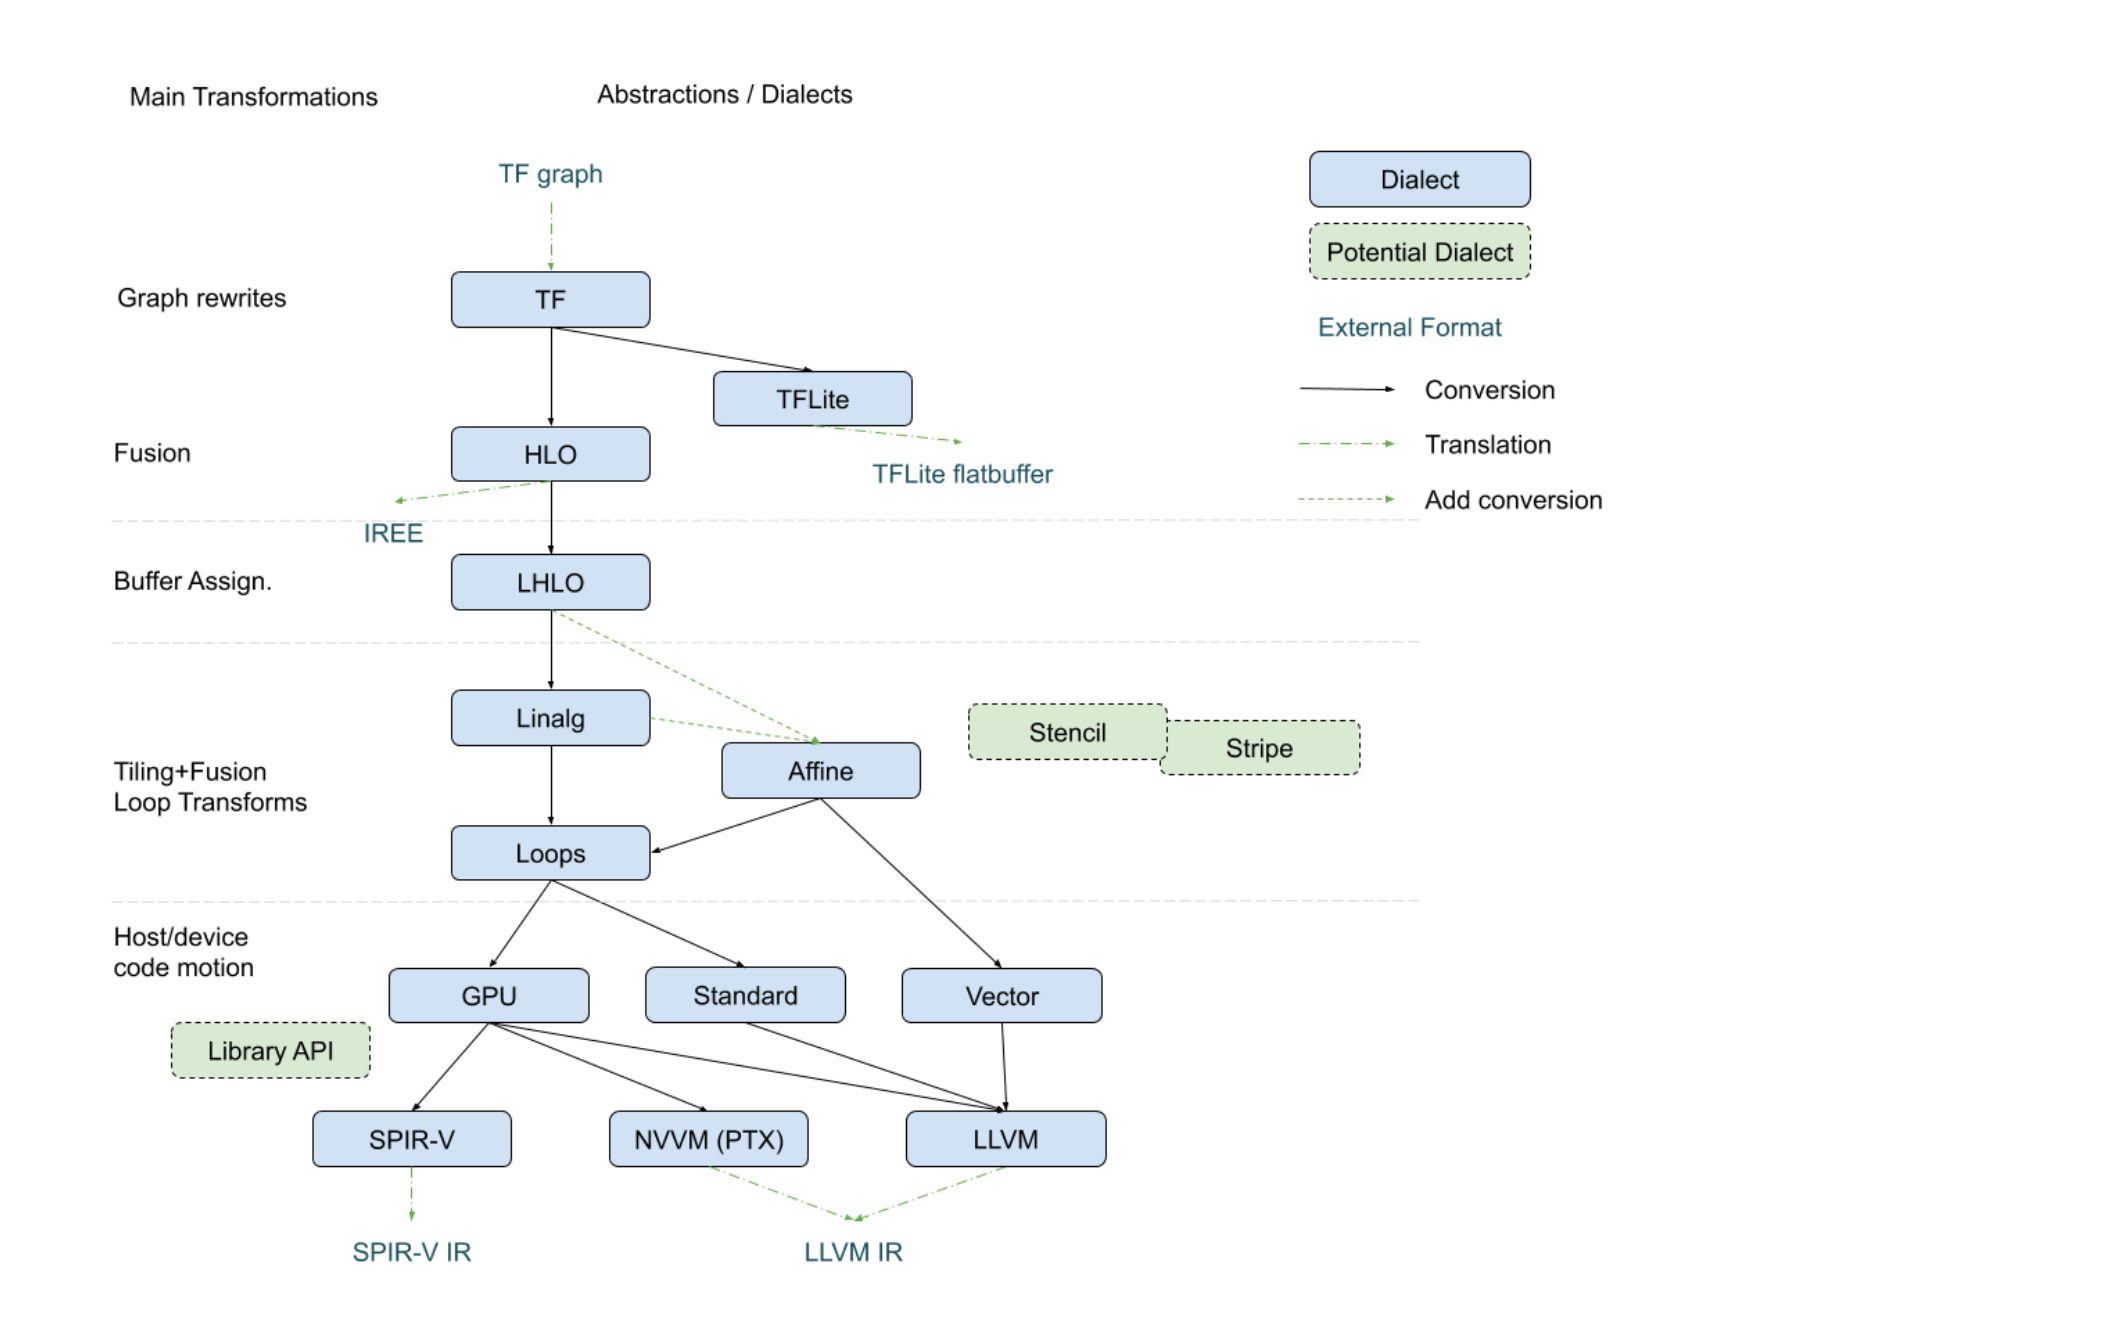 Main Transformations
Abstractions / Dialects
TF graph
Dialect
Potential Dialect
External Format
Conversion
Translation
Add conversion
Graph rewrites
TF
TFLite
Fusion
HLO
TFLite flatbuffer
IREE
Buffer Assign.
LHLO
Linalg
Stencil
Stripe
Tiling+Fusion
Loop Transforms
Affine
Loops
Host/device
code motion
GPU
Standard
Vector
Library API
SPIR-V
NVVM (PTX)
LLVM
SPIR-V IR
LLVM IR